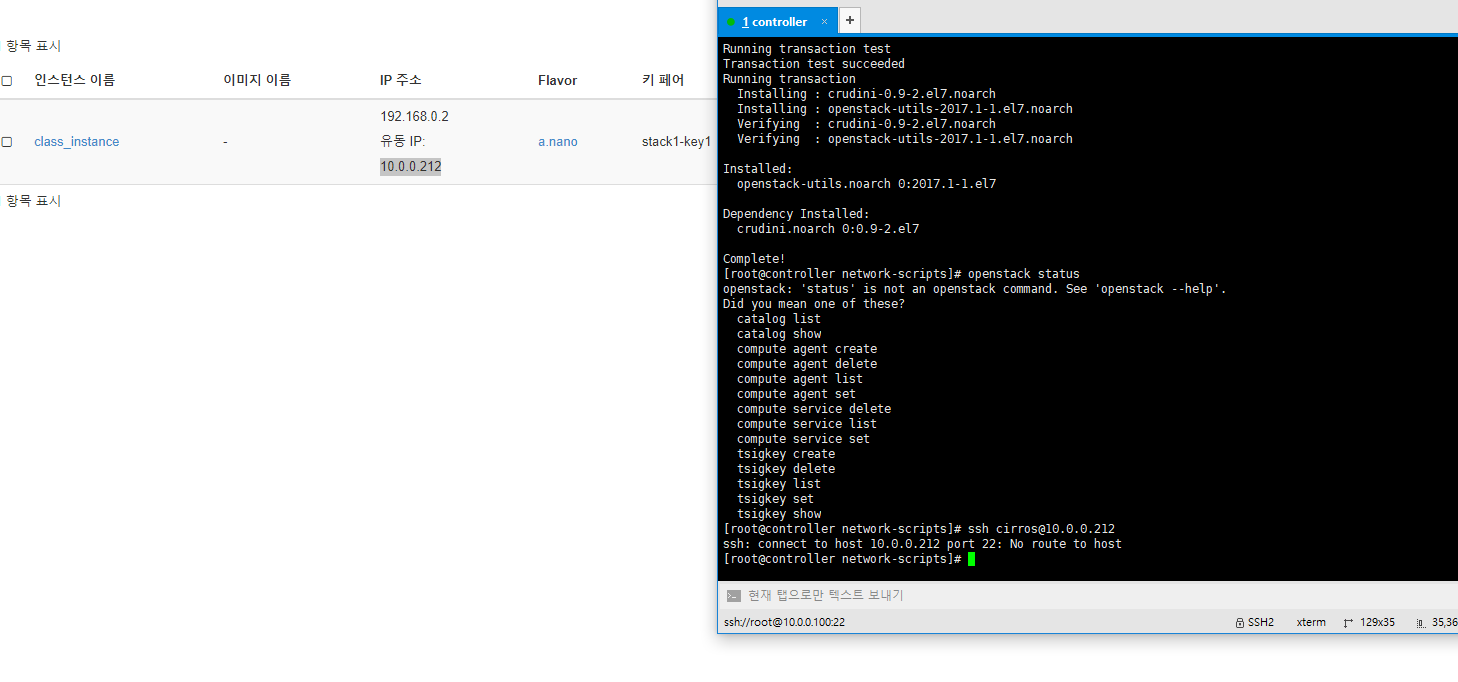 항목 표시
인스턴스 이름 이미지 이름 IP 주소 Flavor 키 페어
192.168.0.2
class_instance - 유동 IP: a.nano stack1-key1
10.0.0.212
항목 표시
1 controller × +
Running transaction test
Transaction test succeeded
Running transaction
  Installing : crudini-0.9-2.el7.noarch
  Installing : openstack-utils-2017.1-1.el7.noarch
  Verifying  : crudini-0.9-2.el7.noarch
  Verifying  : openstack-utils-2017.1-1.el7.noarch
Installed:
  openstack-utils.noarch 0:2017.1-1.el7
Dependency Installed:
  crudini.noarch 0:0.9-2.el7
Complete!
[root@controller network-scripts]# openstack status
openstack: 'status' is not an openstack command. See 'openstack --help'.
Did you mean one of these?
  catalog list
  catalog show
  compute agent create
  compute agent delete
  compute agent list
  compute agent set
  compute service delete
  compute service list
  compute service set
  tsigkey create
  tsigkey delete
  tsigkey list
  tsigkey set
  tsigkey show
[root@controller network-scripts]# ssh cirros@10.0.0.212
ssh: connect to host 10.0.0.212 port 22: No route to host
[root@controller network-scripts]#
현재 탭으로만 텍스트 보내기
ssh://root@10.0.0.100:22 SSH2 xterm 129x35 35,36